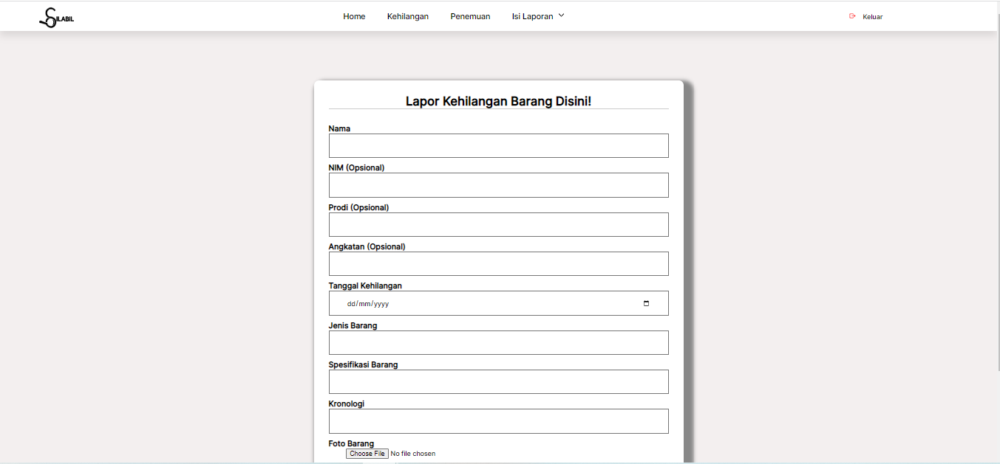 SILABIL
Home Kehilangan Penemuan Isi Laporan Keluar
Lapor Kehilangan Barang Disini!
Nama
NIM (Opsional)
Prodi (Opsional)
Angkatan (Opsional)
Tanggal Kehilangan
dd/mm/yyyy
Jenis Barang
Spesifikasi Barang
Kronologi
Foto Barang
Choose File No file chosen